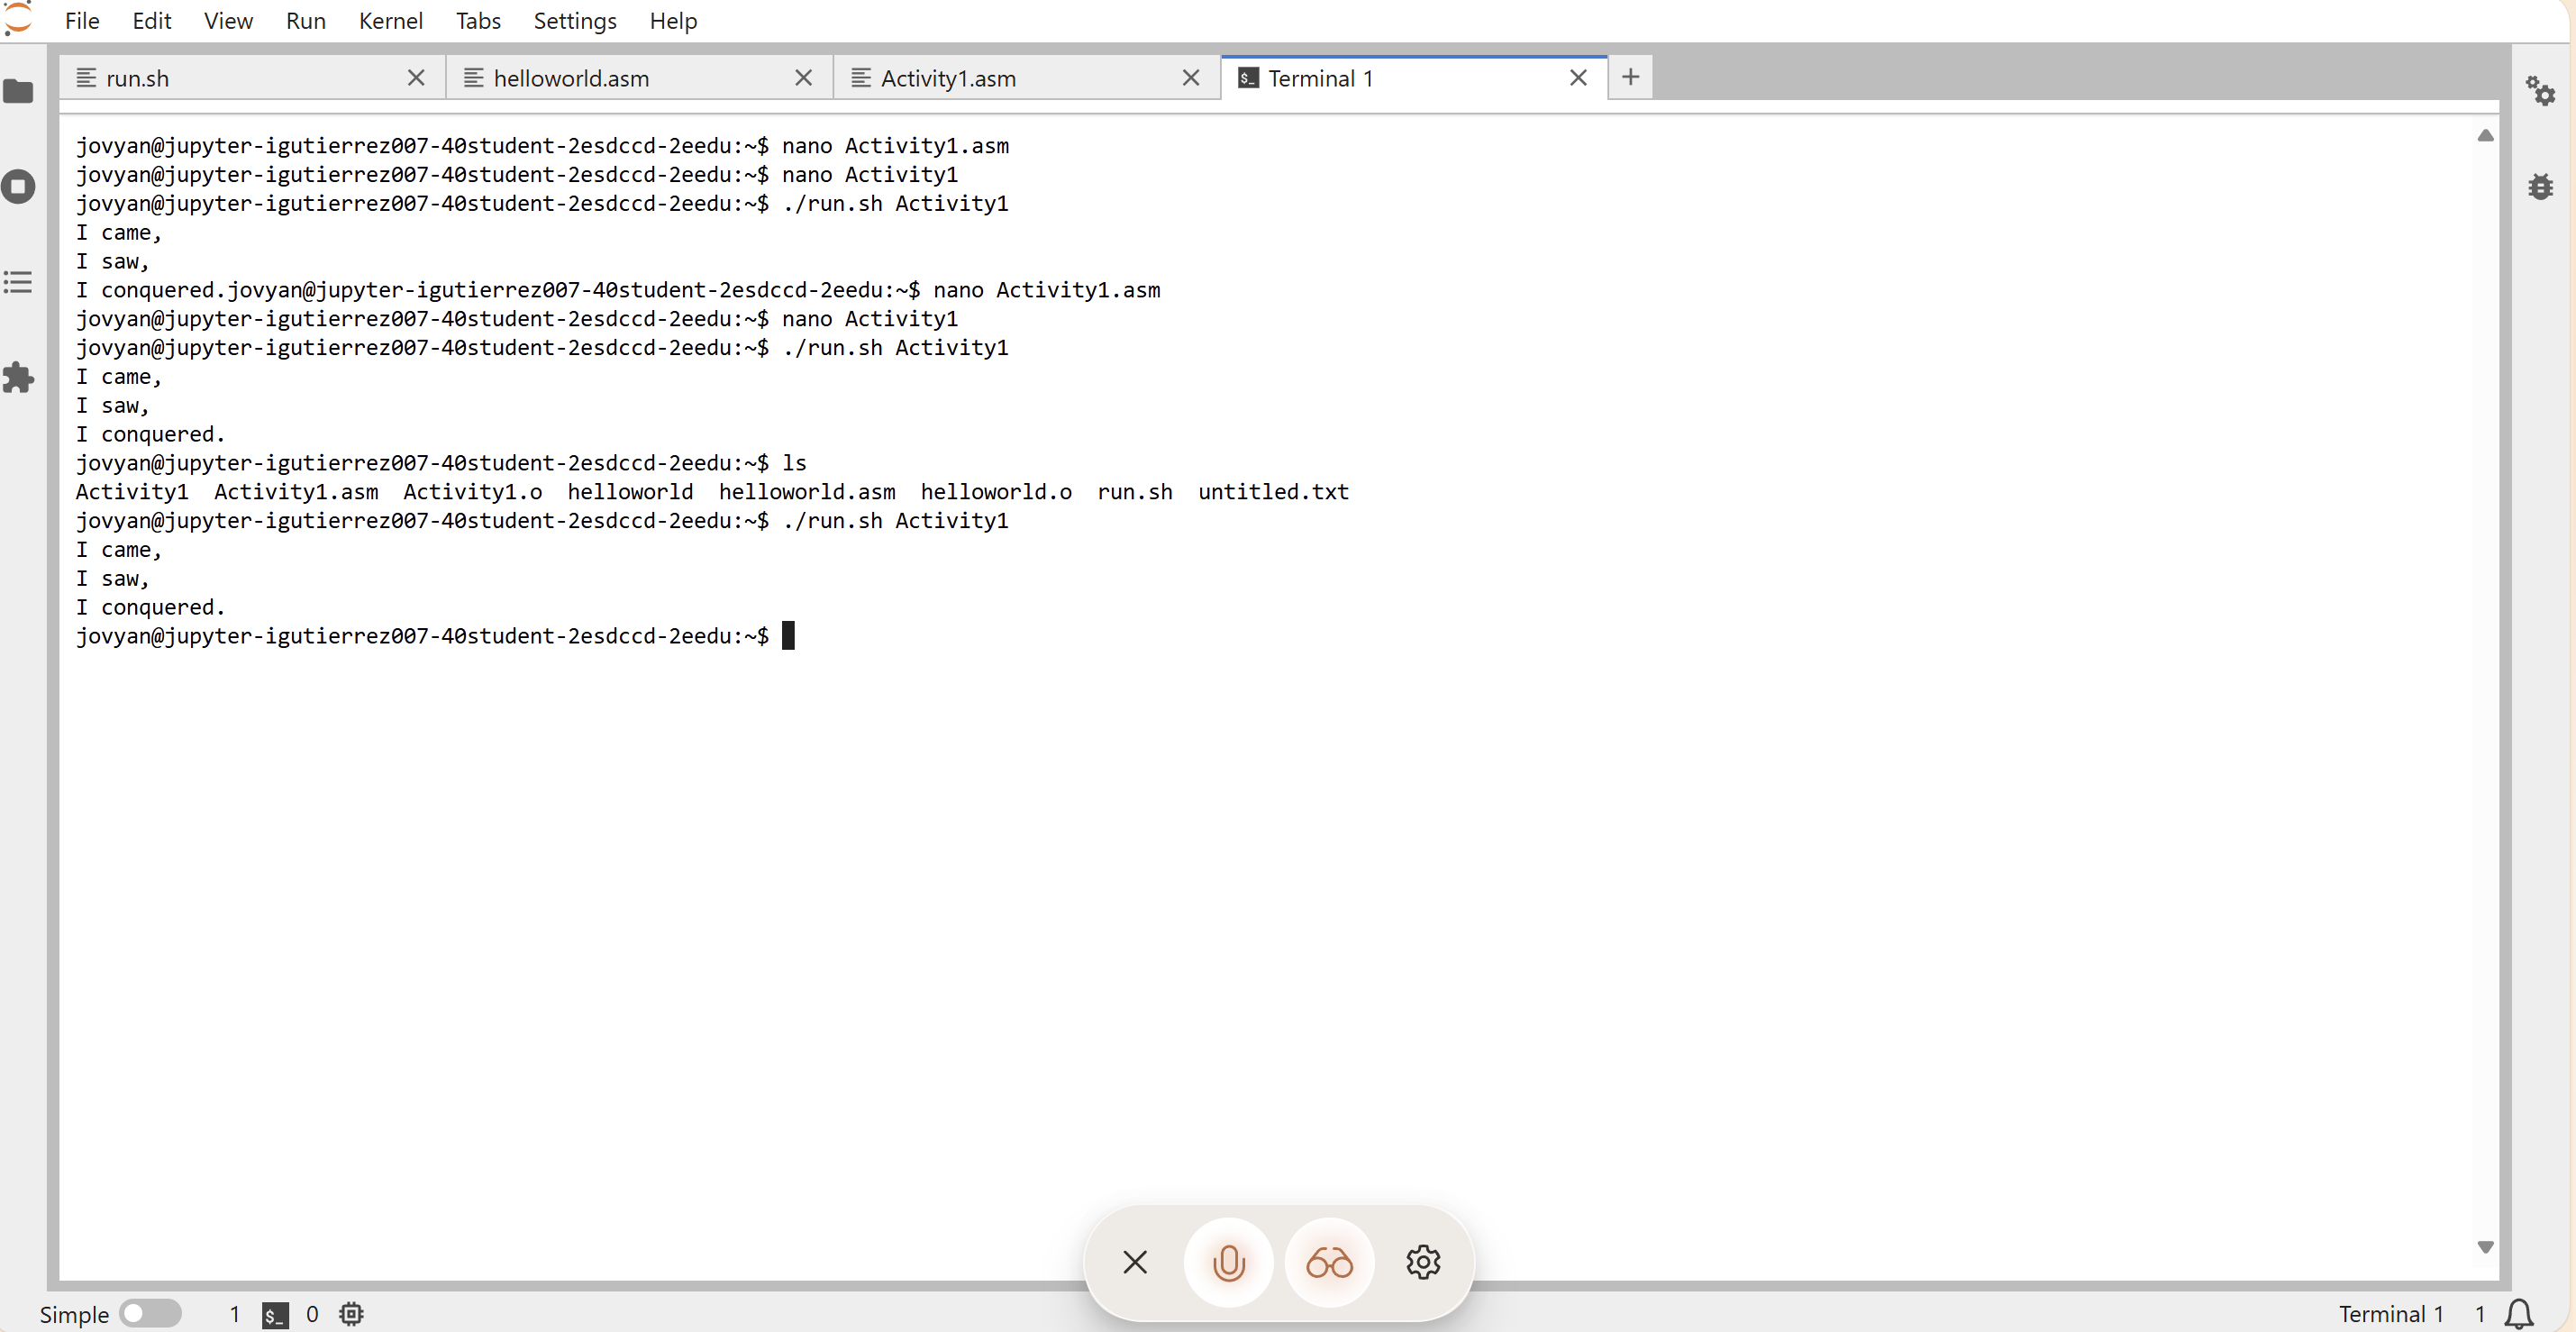 File Edit View Run Kernel Tabs Settings Help
run.sh helloworld.asm Activity1.asm Terminal 1
jovyan@jupyter-igutierrez007-40student-2esdccd-2eedu:~$ nano Activity1.asm
jovyan@jupyter-igutierrez007-40student-2esdccd-2eedu:~$ nano Activity1
jovyan@jupyter-igutierrez007-40student-2esdccd-2eedu:~$ ./run.sh Activity1
I came,
I saw,
I conquered.jovyan@jupyter-igutierrez007-40student-2esdccd-2eedu:~$ nano Activity1.asm
jovyan@jupyter-igutierrez007-40student-2esdccd-2eedu:~$ nano Activity1
jovyan@jupyter-igutierrez007-40student-2esdccd-2eedu:~$ ./run.sh Activity1
I came,
I saw,
I conquered.
jovyan@jupyter-igutierrez007-40student-2esdccd-2eedu:~$ ls
Activity1 Activity1.asm Activity1.o helloworld helloworld.asm helloworld.o run.sh untitled.txt
jovyan@jupyter-igutierrez007-40student-2esdccd-2eedu:~$ ./run.sh Activity1
I came,
I saw,
I conquered.
jovyan@jupyter-igutierrez007-40student-2esdccd-2eedu:~$
Simple 1 $_ 0 Terminal 1 1